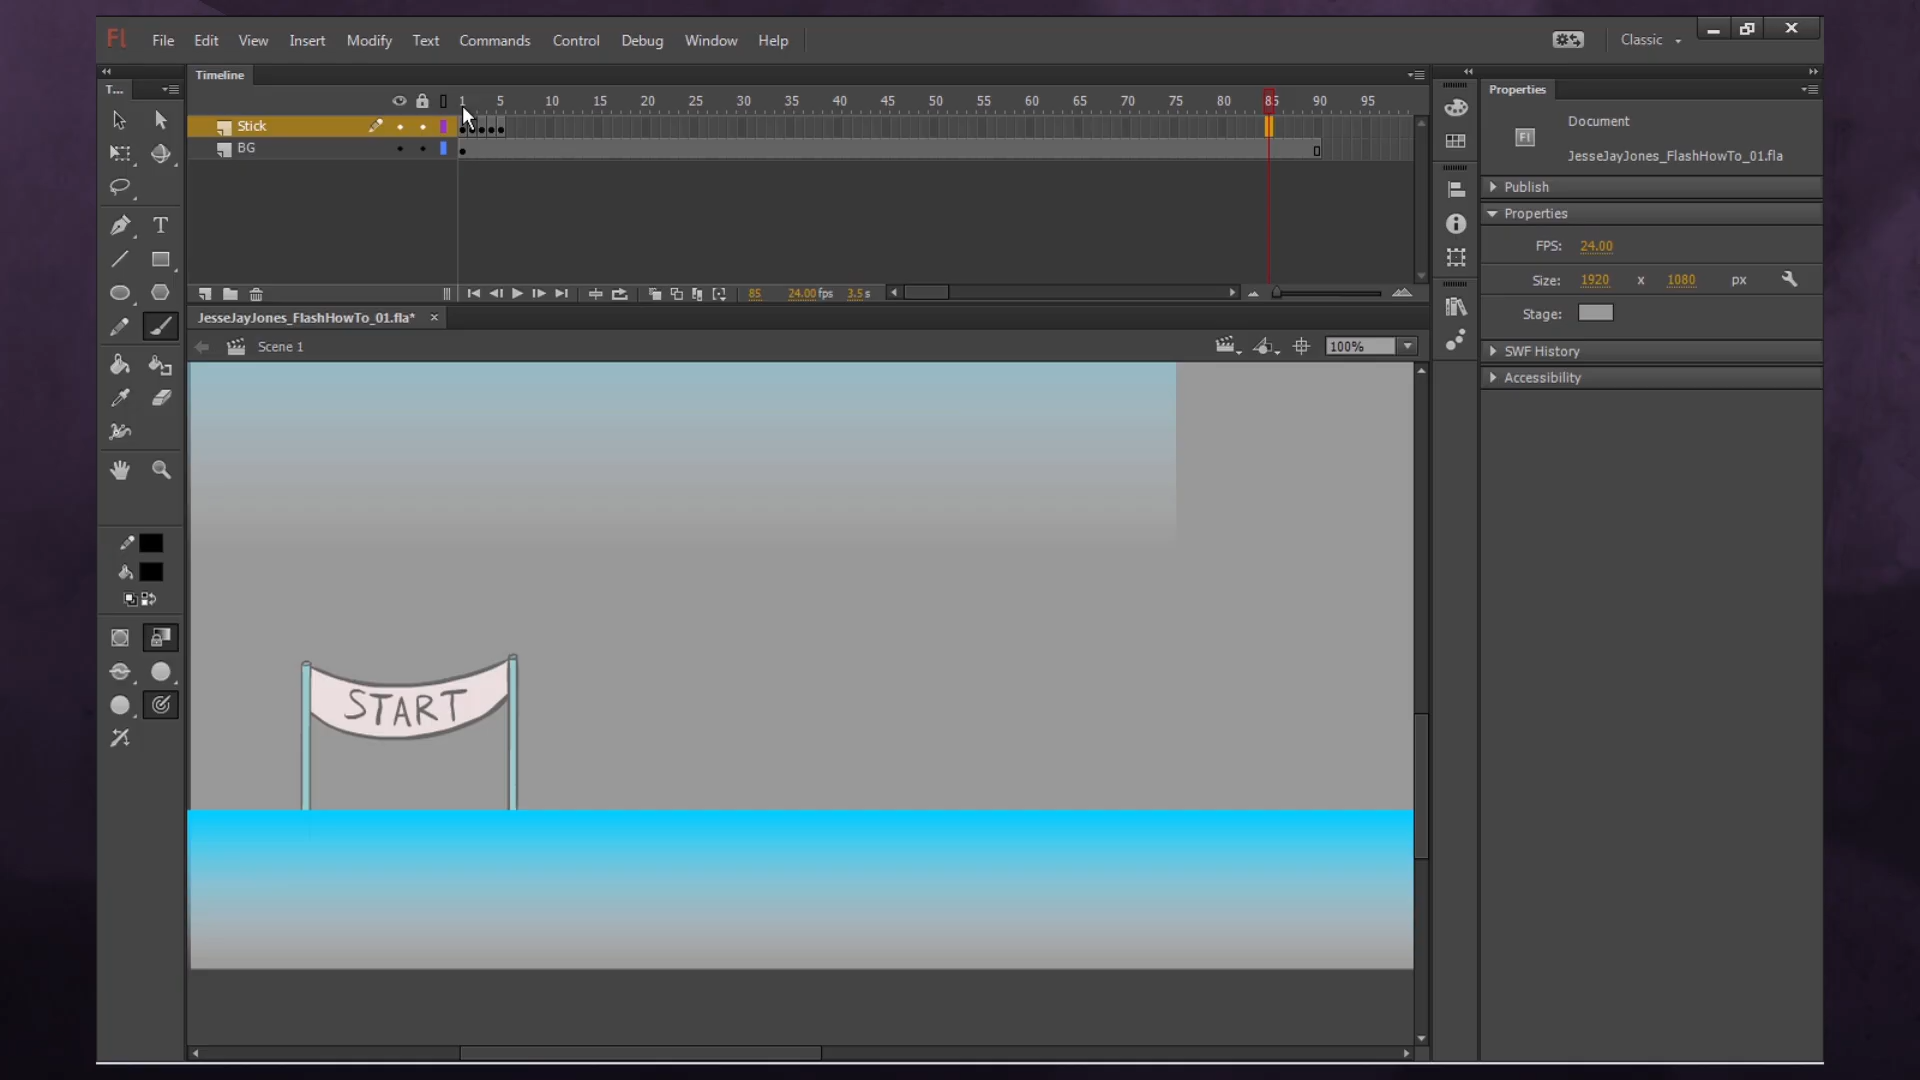 Fl File Edit View Insert Modify Text Commands Control Debug Window Help Classic
T... Timeline Properties
1 5 10 15 20 25 30 35 40 45 50 55 60 65 70 75 80 85 90 95
Stick
BG
Fl Document
JesseJayJones_FlashHowTo_01.fla
Publish
Properties
FPS: 24.00
Size: 1920 x 1080 px
Stage:
SWF History
Accessibility
T
85 24.00 fps 3.5 s
JesseJayJones_FlashHowTo_01.fla* ×
Scene 1 100%
START